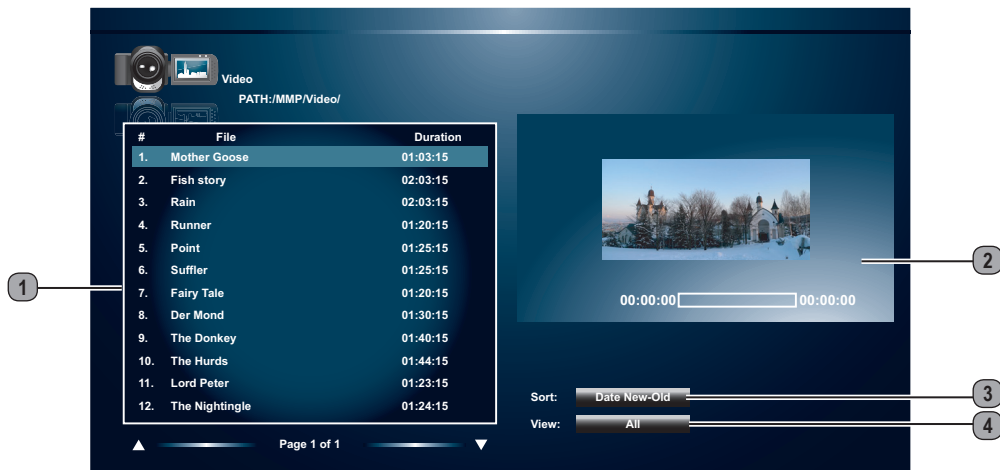 Video
PATH:/MMP/Video/
# File Duration
1. Mother Goose 01:03:15
2. Fish story 02:03:15
3. Rain 02:03:15
4. Runner 01:20:15
5. Point 01:25:15
6. Suffler 01:25:15
7. Fairy Tale 01:20:15
8. Der Mond 01:30:15
9. The Donkey 01:40:15
10. The Hurds 01:44:15
11. Lord Peter 01:23:15
12. The Nightingle 01:24:15
Page 1 of 1
00:00:00 00:00:00
Sort: Date New-Old
View: All
1
2
3
4